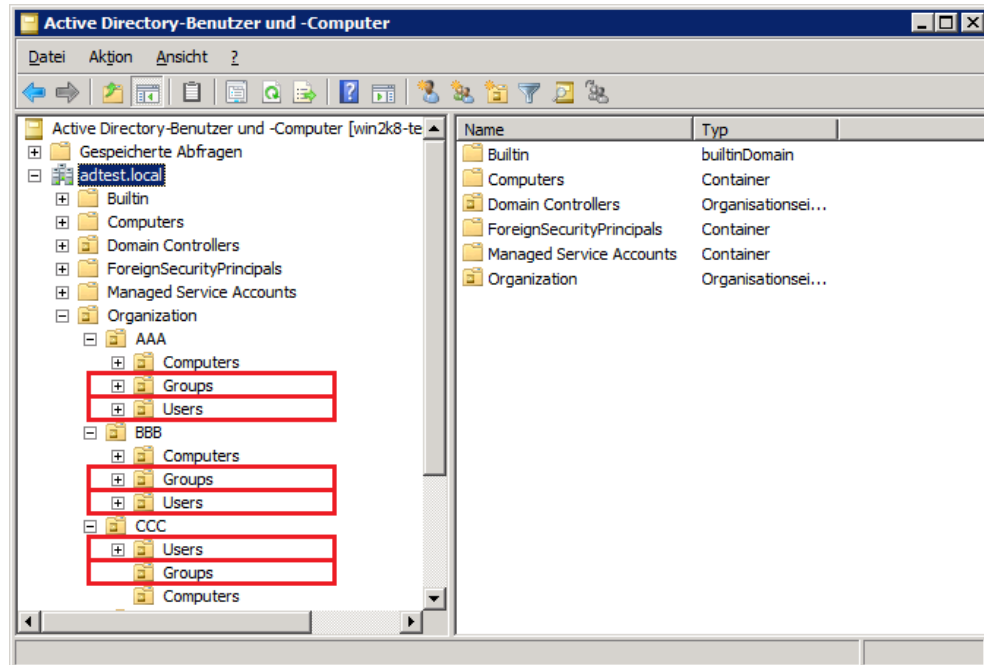 Active Directory-Benutzer und -Computer
Datei Aktion Ansicht ?
Active Directory-Benutzer und -Computer [win2k8-te
Gespeicherte Abfragen
adtest.local
Builtin
Computers
Domain Controllers
ForeignSecurityPrincipals
Managed Service Accounts
Organization
AAA
Computers
Groups
Users
BBB
Computers
Groups
Users
CCC
Users
Groups
Computers
Name Typ
Builtin builtinDomain
Computers Container
Domain Controllers Organisationsei...
ForeignSecurityPrincipals Container
Managed Service Accounts Container
Organization Organisationsei...